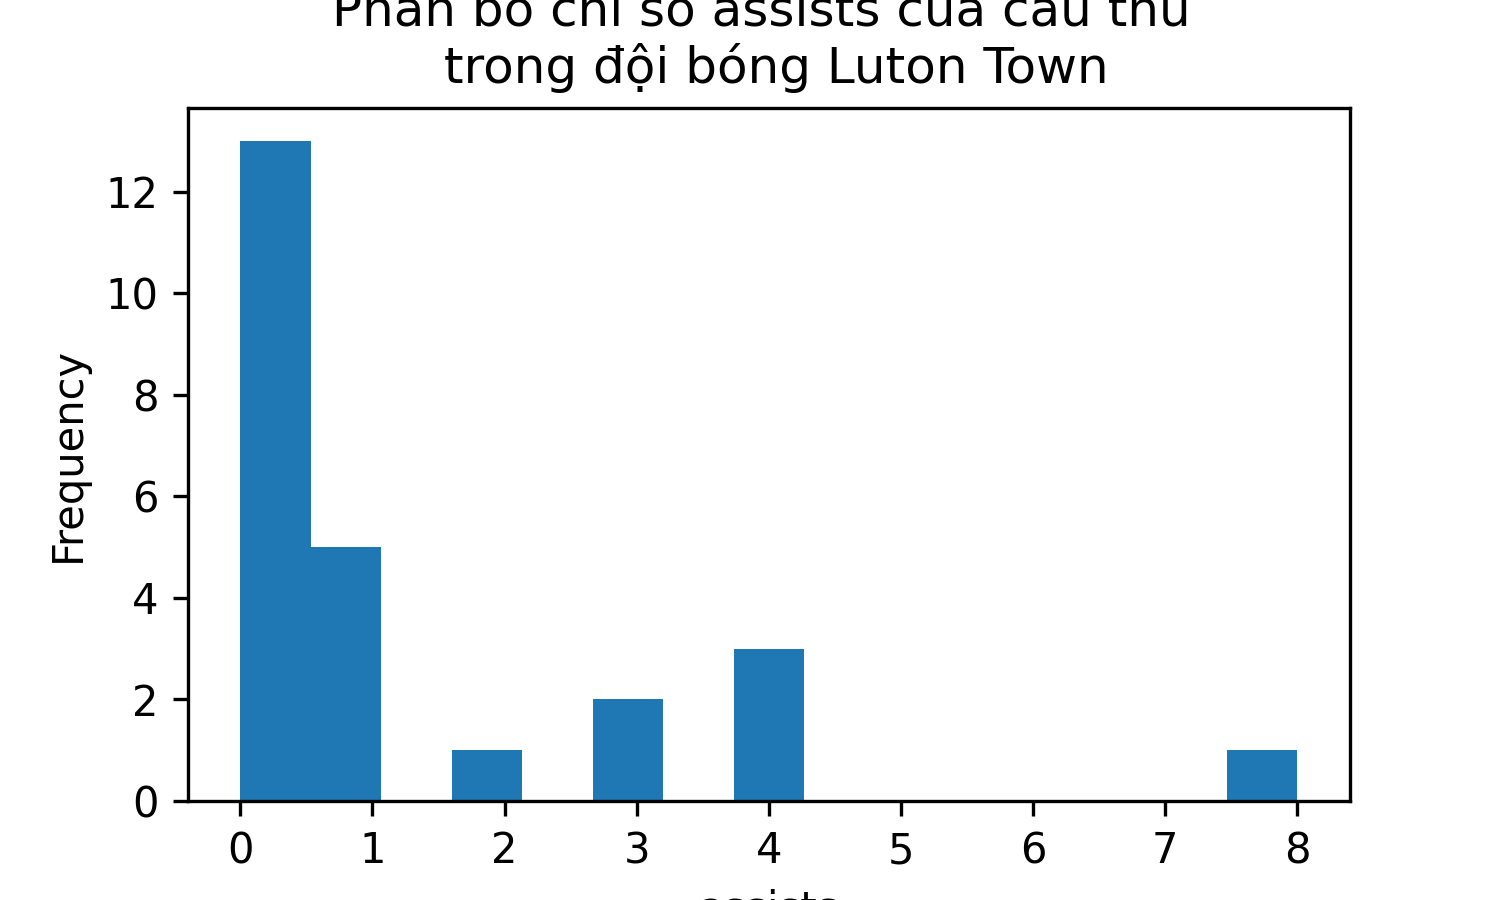 Phân bố chỉ số assists của cầu thủ
trong đội bóng Luton Town
Frequency
12
10
8
6
4
2
0
0 1 2 3 4 5 6 7 8
assists